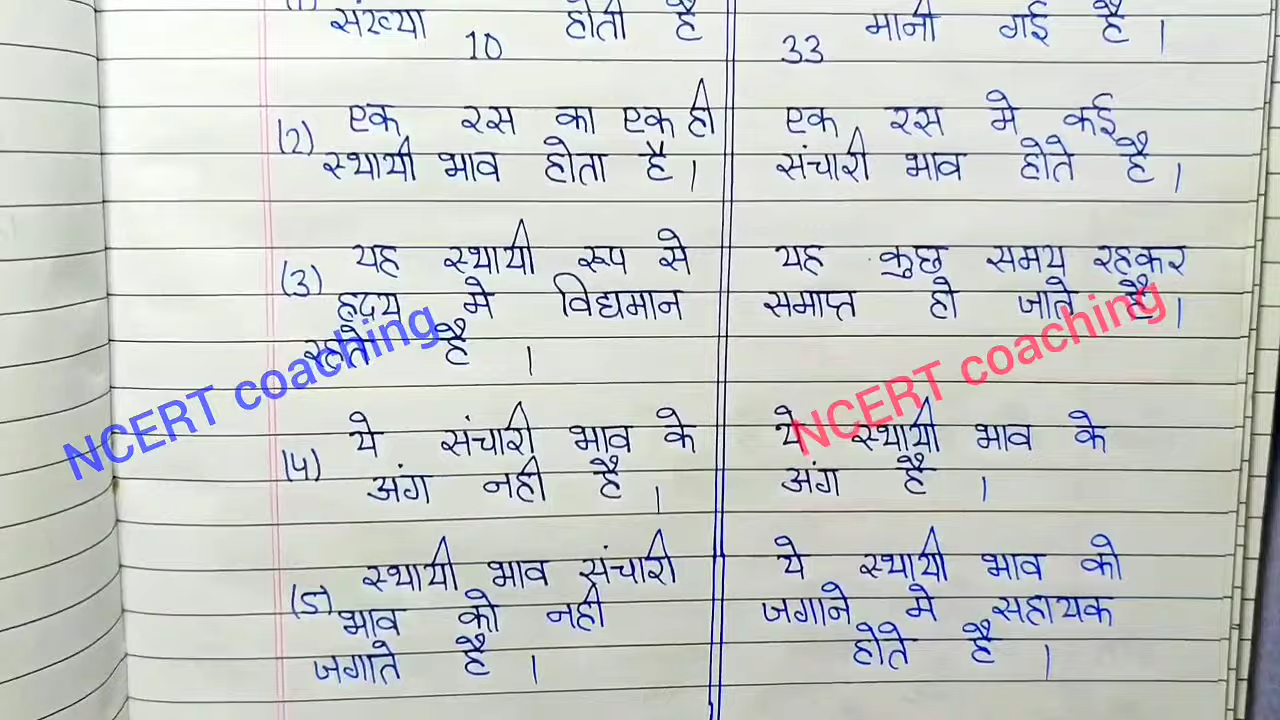 (1) संख्या होती है
10
मानी गई है ।
33
(2) एक रस का एक ही
स्थायी भाव होता है ।
एक रस मे कई
संचारी भाव होते है ।
(3) यह स्थायी रूप से
हृदय मे विद्यमान
रहते है ।
यह कुछ समय रहकर
समाप्त हो जाते है ।
(4) ये संचारी भाव के
अंग नही है ।
ये स्थायी भाव के
अंग है ।
(5) स्थायी भाव संचारी
भाव को नही
जगाते है ।
ये स्थायी भाव को
जगाने मे सहायक
होते है ।
NCERT coaching
NCERT coaching